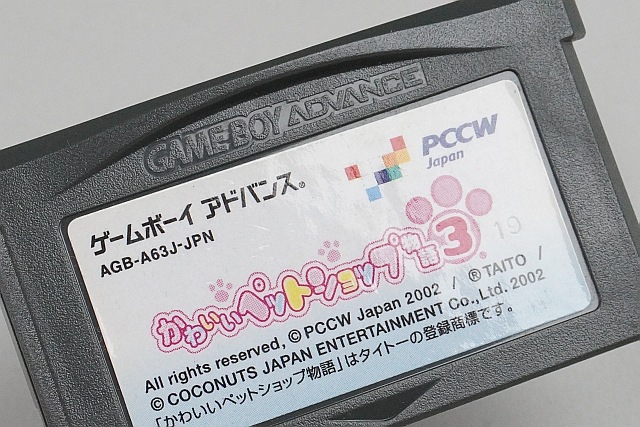 GAME BOY ADVANCE
PCCW
Japan
ゲームボーイ アドバンス®
AGB-A63J-JPN
かわいいペットショップ物語3
19
All rights reserved, © PCCW Japan 2002 / ®TAITO /
© COCONUTS JAPAN ENTERTAINMENT Co., Ltd. 2002
「かわいいペットショップ物語」はタイトーの登録商標です。